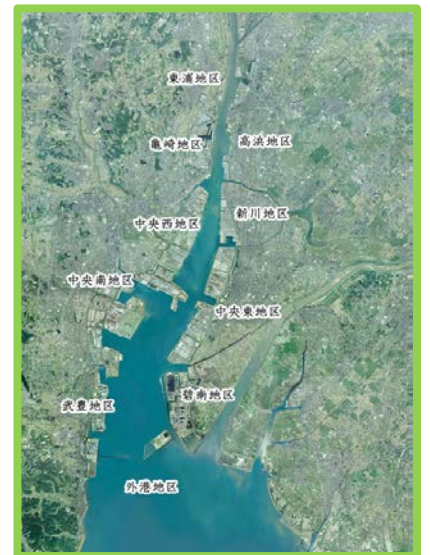 東浦地区
亀崎地区
高浜地区
中央西地区
新川地区
中央南地区
中央東地区
武豊地区
碧南地区
外港地区